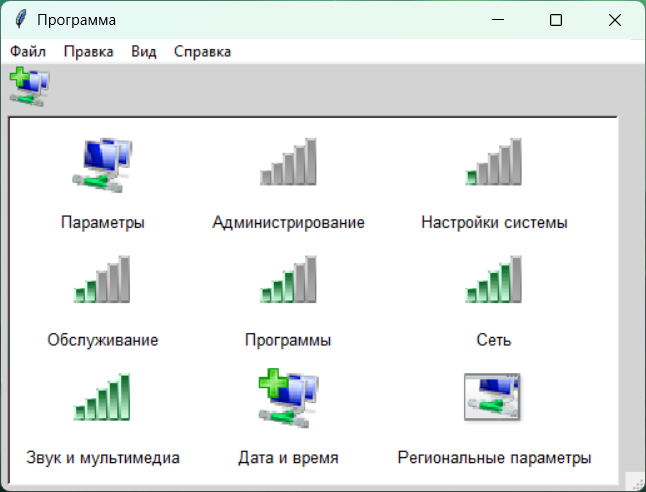 Программа
Файл Правка Вид Справка
Параметры Администрирование Настройки системы
Обслуживание Программы Сеть
Звук и мультимедиа Дата и время Региональные параметры